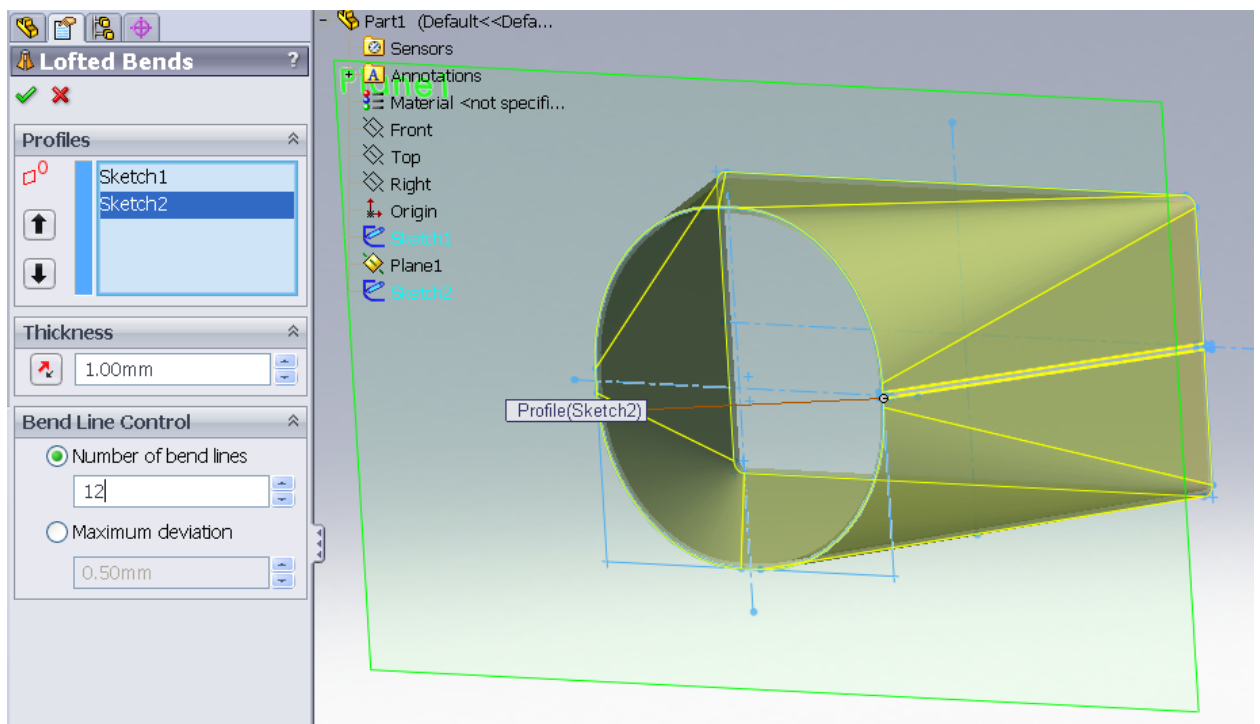 Lofted Bends ?
Profiles
Sketch1
Sketch2
Thickness
1.00mm
Bend Line Control
Number of bend lines
12
Maximum deviation
0.50mm
Part1 (Default<<Defa...
Sensors
Annotations
Plane1
Material <not specifi...
Front
Top
Right
Origin
Sketch1
Plane1
Sketch2
Profile(Sketch2)